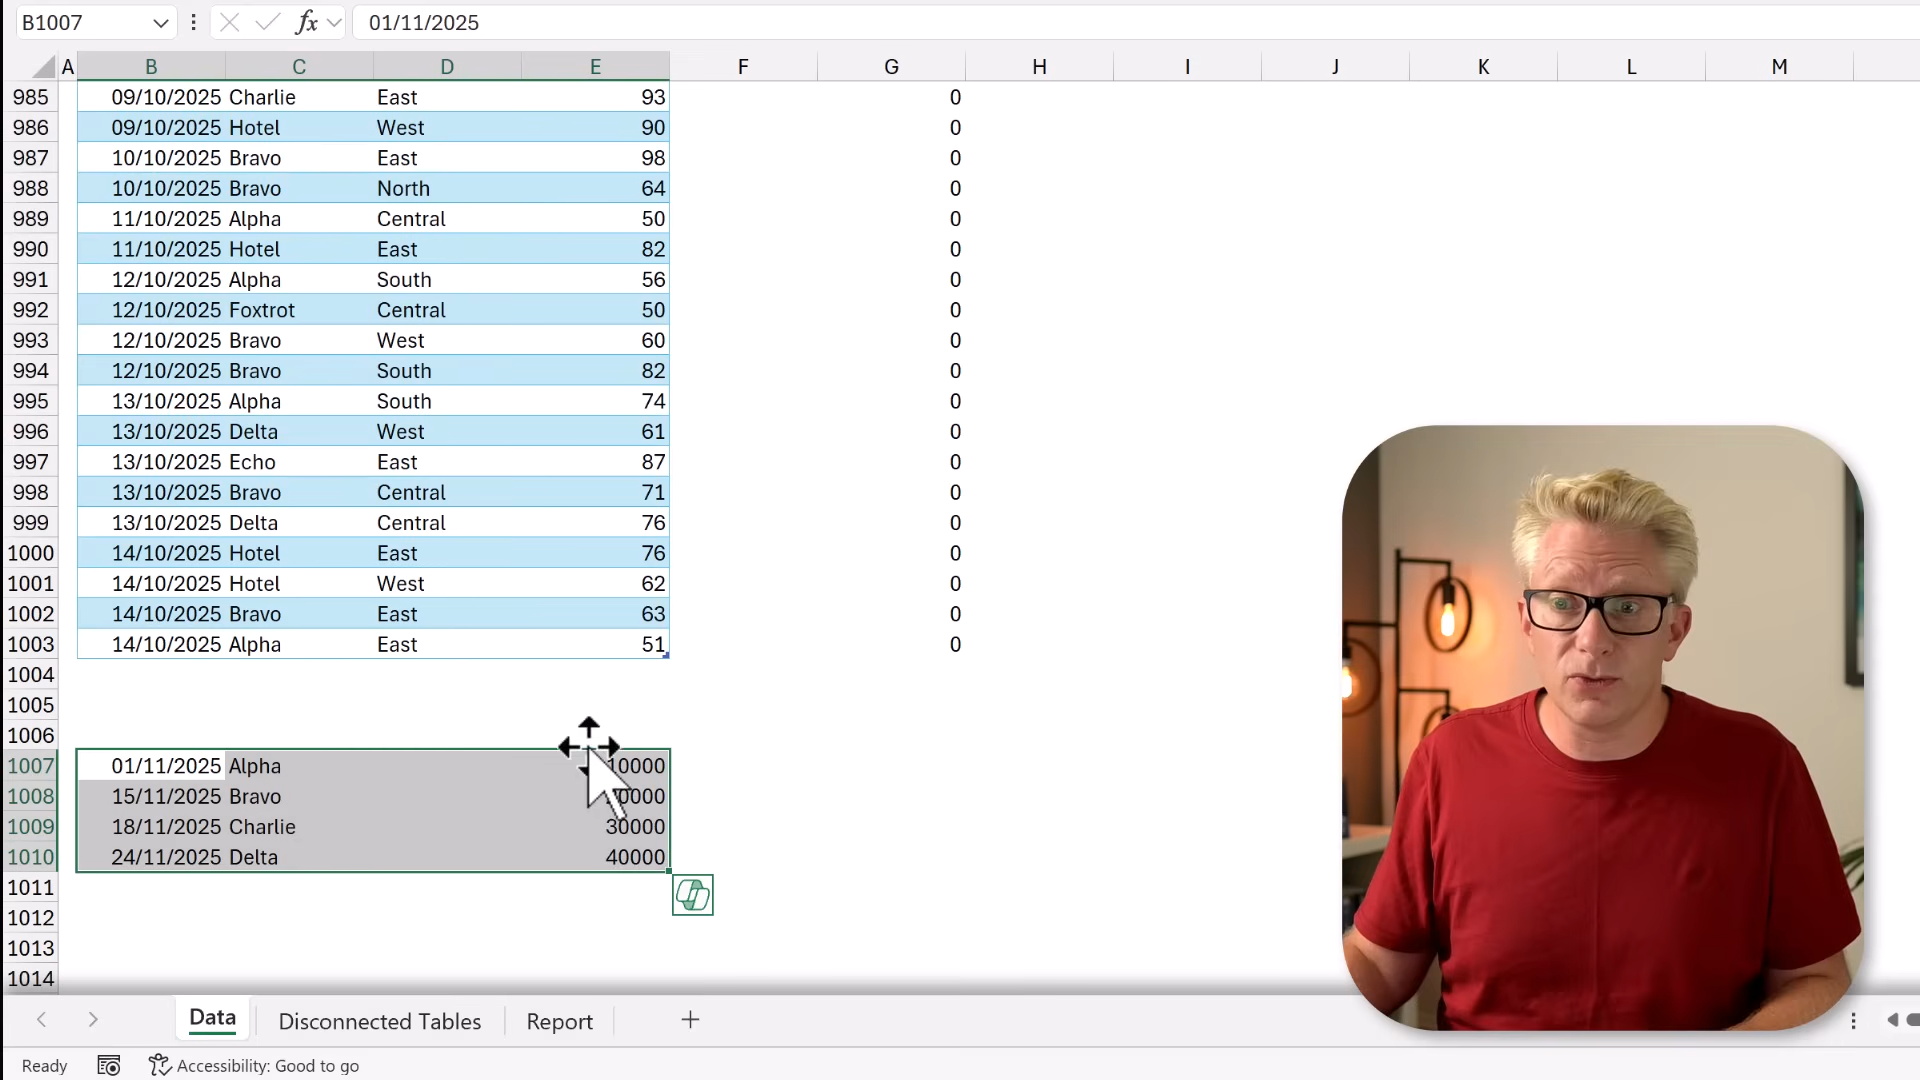 B1007 fx 01/11/2025
A B C D E F G H I J K L M
985 09/10/2025 Charlie East 93 0
986 09/10/2025 Hotel West 90 0
987 10/10/2025 Bravo East 98 0
988 10/10/2025 Bravo North 64 0
989 11/10/2025 Alpha Central 50 0
990 11/10/2025 Hotel East 82 0
991 12/10/2025 Alpha South 56 0
992 12/10/2025 Foxtrot Central 50 0
993 12/10/2025 Bravo West 60 0
994 12/10/2025 Bravo South 82 0
995 13/10/2025 Alpha South 74 0
996 13/10/2025 Delta West 61 0
997 13/10/2025 Echo East 87 0
998 13/10/2025 Bravo Central 71 0
999 13/10/2025 Delta Central 76 0
1000 14/10/2025 Hotel East 76 0
1001 14/10/2025 Hotel West 62 0
1002 14/10/2025 Bravo East 63 0
1003 14/10/2025 Alpha East 51 0
1004
1005
1006
1007 01/11/2025 Alpha 10000
1008 15/11/2025 Bravo
1009 18/11/2025 Charlie 30000
1010 24/11/2025 Delta 40000
1011
1012
1013
1014
Data Disconnected Tables Report
Ready Accessibility: Good to go